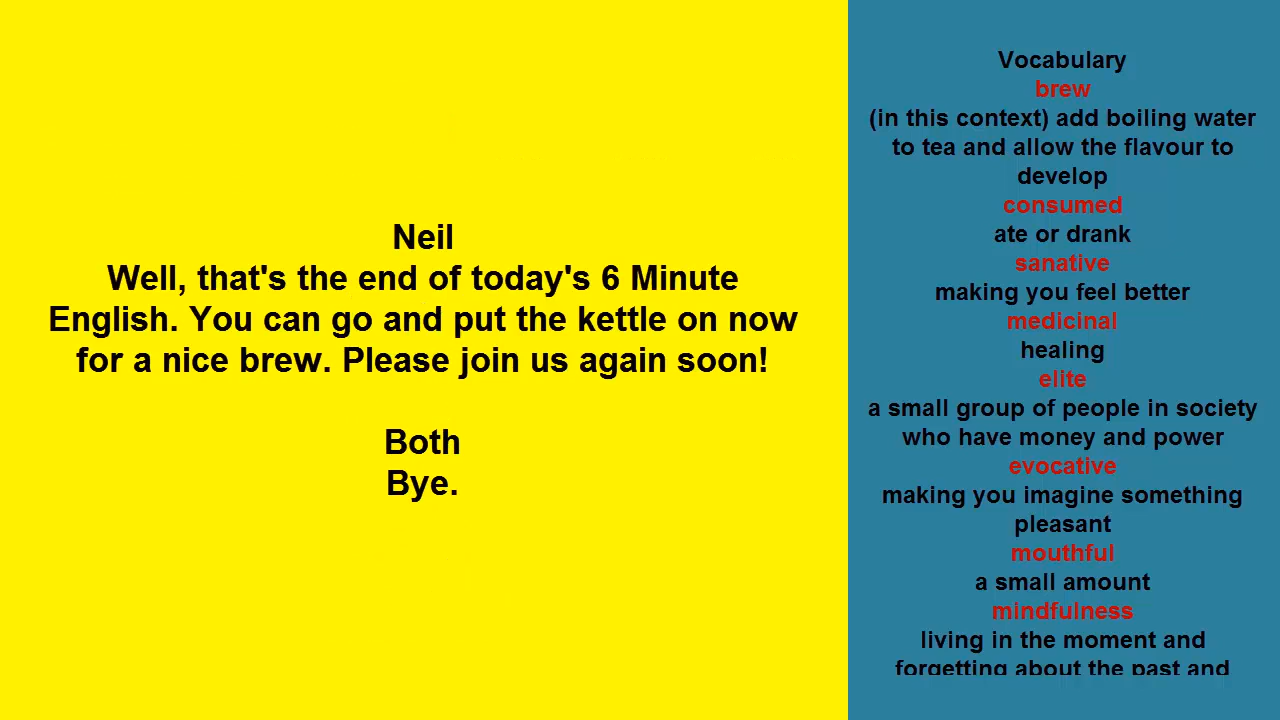 Neil
Well, that's the end of today's 6 Minute
English. You can go and put the kettle on now
for a nice brew. Please join us again soon!
Both
Bye.
Vocabulary
brew
(in this context) add boiling water
to tea and allow the flavour to
develop
consumed
ate or drank
sanative
making you feel better
medicinal
healing
elite
a small group of people in society
who have money and power
evocative
making you imagine something
pleasant
mouthful
a small amount
mindfulness
living in the moment and
forgetting about the past and